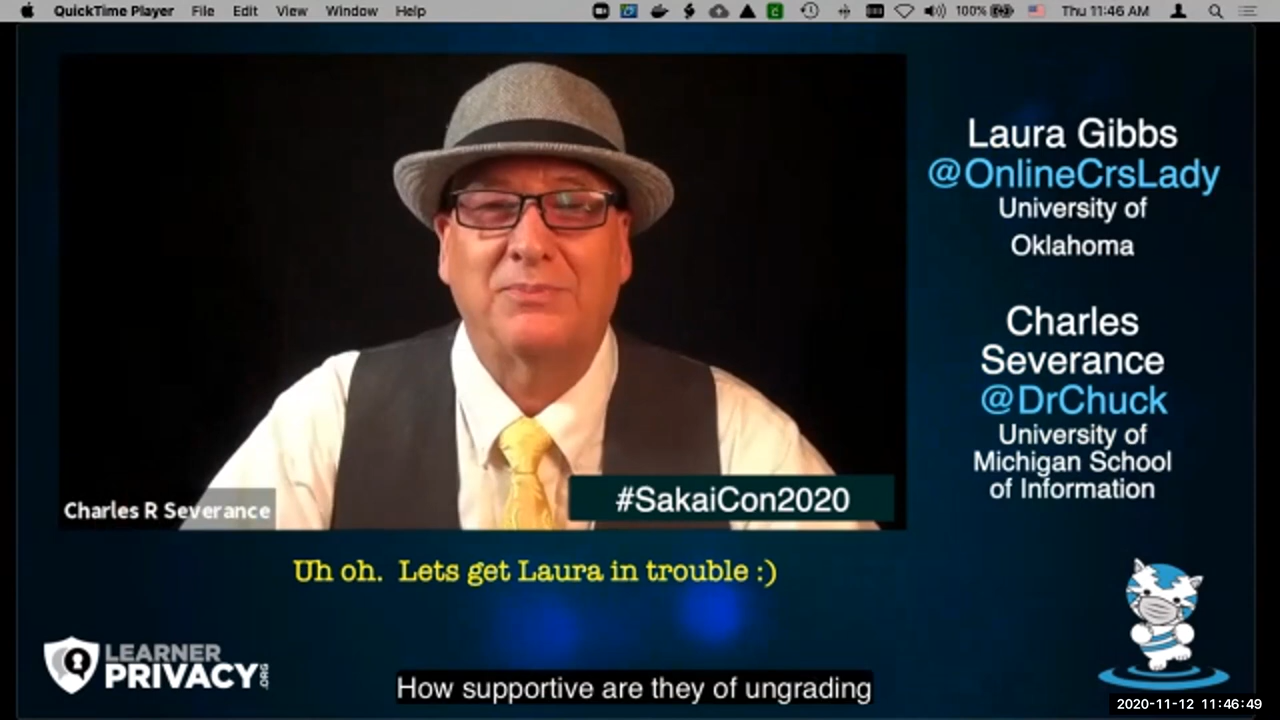 QuickTime Player File Edit View Window Help 100% Thu 11:46 AM
Laura Gibbs
@OnlineCrsLady
University of
Oklahoma
Charles
Severance
@DrChuck
University of
Michigan School
of Information
#SakaiCon2020
Charles R Severance
Uh oh. Lets get Laura in trouble :)
LEARNER
PRIVACY.ORG
How supportive are they of ungrading
2020-11-12 11:46:49